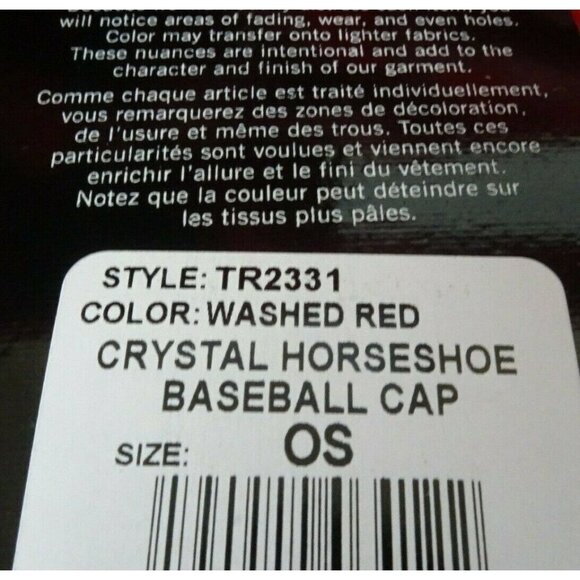 will notice areas of fading, wear, and even holes.
Color may transfer onto lighter fabrics.
These nuances are intentional and add to the
character and finish of our garment.
Comme chaque article est traité individuellement,
vous remarquerez des zones de décoloration,
de l'usure et même des trous. Toutes ces
particularités sont voulues et viennent encore
enrichir l'allure et le fini du vêtement.
Notez que la couleur peut déteindre sur
les tissus plus pâles.
STYLE: TR2331
COLOR: WASHED RED
CRYSTAL HORSESHOE
BASEBALL CAP
SIZE: OS